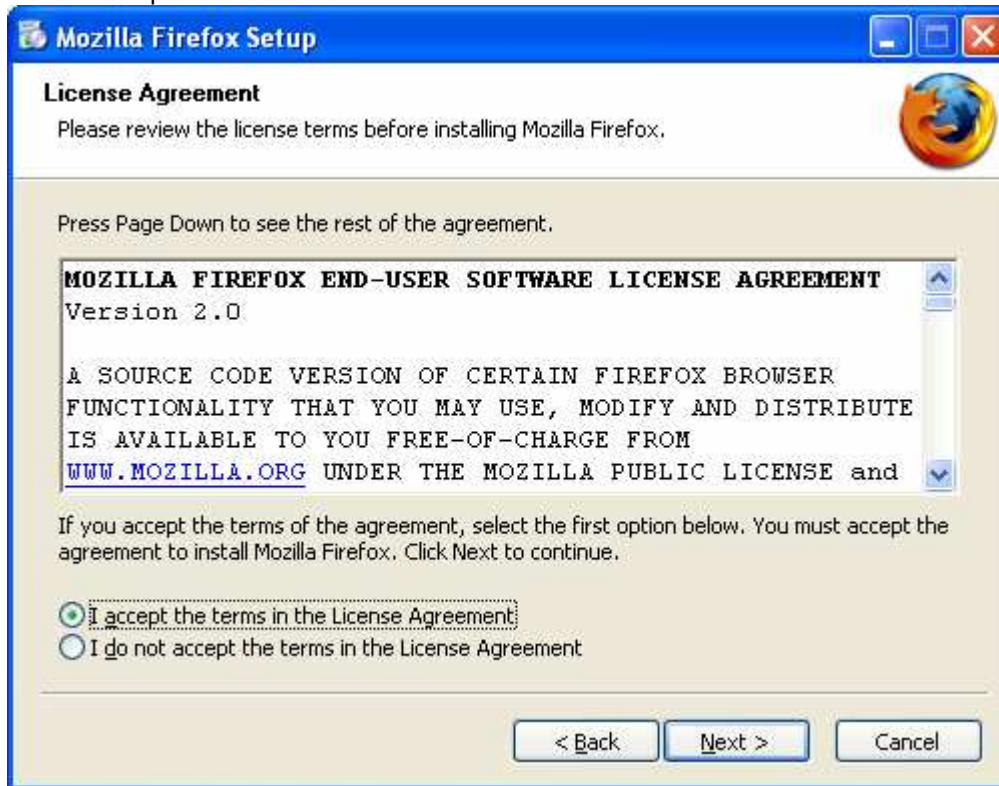 Mozilla Firefox Setup
License Agreement
Please review the license terms before installing Mozilla Firefox.
Press Page Down to see the rest of the agreement.
MOZILLA FIREFOX END-USER SOFTWARE LICENSE AGREEMENT
Version 2.0
A SOURCE CODE VERSION OF CERTAIN FIREFOX BROWSER
FUNCTIONALITY THAT YOU MAY USE, MODIFY AND DISTRIBUTE
IS AVAILABLE TO YOU FREE-OF-CHARGE FROM
WWW.MOZILLA.ORG UNDER THE MOZILLA PUBLIC LICENSE and
If you accept the terms of the agreement, select the first option below. You must accept the
agreement to install Mozilla Firefox. Click Next to continue.
I accept the terms in the License Agreement
I do not accept the terms in the License Agreement
< Back Next > Cancel